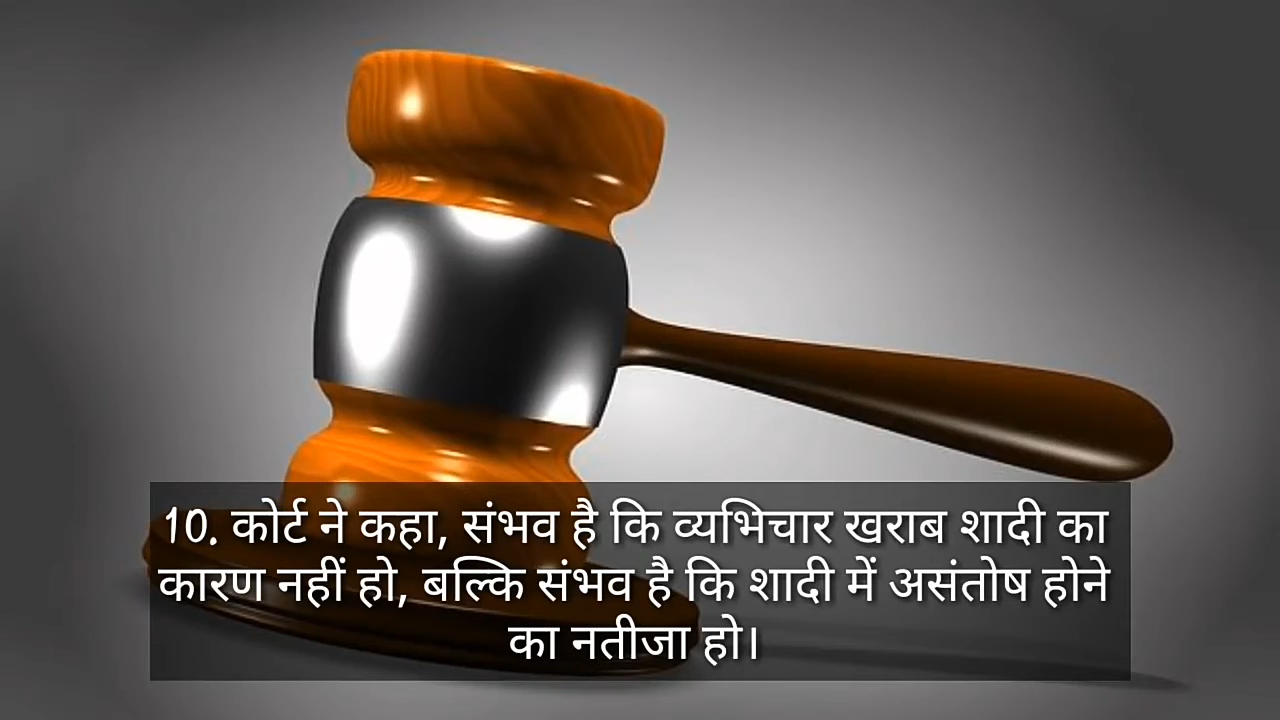 10. कोर्ट ने कहा, संभव है कि व्यभिचार खराब शादी का
कारण नहीं हो, बल्कि संभव है कि शादी में असंतोष होने
का नतीजा हो।